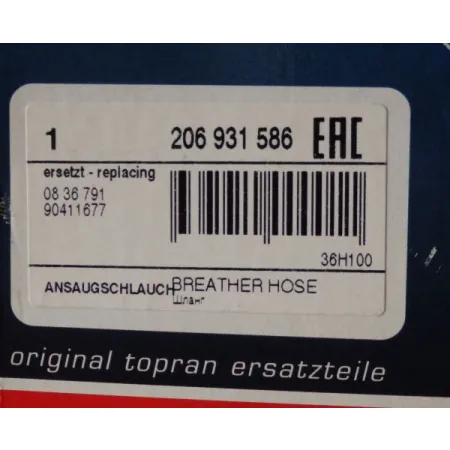 1 206 931 586 EAC
ersetzt - replacing
08 36 791
90411677
36H100
ANSAUGSCHLAUCH BREATHER HOSE
Шланг
original topran ersatzteile